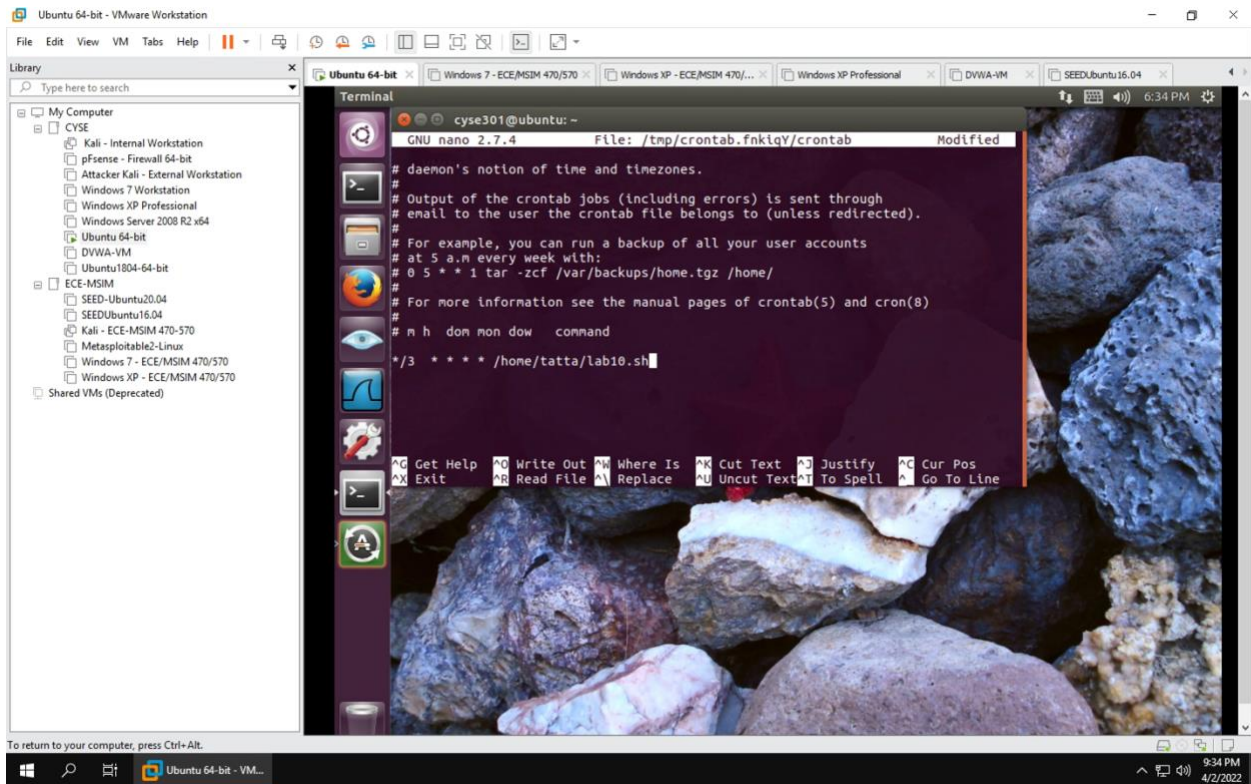 Ubuntu 64-bit - VMware Workstation
File Edit View VM Tabs Help
Library
Type here to search
My Computer
CYSE
Kali - Internal Workstation
pFsense - Firewall 64-bit
Attacker Kali - External Workstation
Windows 7 Workstation
Windows XP Professional
Windows Server 2008 R2 x64
Ubuntu 64-bit
DVWA-VM
Ubuntu1804-64-bit
ECE-MSIM
SEED-Ubuntu20.04
SEEDUbuntu16.04
Kali - ECE-MSIM 470-570
Metasploitable2-Linux
Windows 7 - ECE/MSIM 470/570
Windows XP - ECE/MSIM 470/570
Shared VMs (Deprecated)
Ubuntu 64-bit Windows 7 - ECE/MSIM 470/570 Windows XP - ECE/MSIM 470/... Windows XP Professional DVWA-VM SEEDUbuntu16.04
Terminal 6:34 PM
cyse301@ubuntu: ~
GNU nano 2.7.4 File: /tmp/crontab.fnkiqY/crontab Modified
# daemon's notion of time and timezones.
#
# Output of the crontab jobs (including errors) is sent through
# email to the user the crontab file belongs to (unless redirected).
#
# For example, you can run a backup of all your user accounts
# at 5 a.m every week with:
# 0 5 * * 1 tar -zcf /var/backups/home.tgz /home/
#
# For more information see the manual pages of crontab(5) and cron(8)
#
# m h  dom mon dow   command
*/3  * * * * /home/tatta/lab10.sh
^G Get Help ^O Write Out ^W Where Is ^K Cut Text ^J Justify ^C Cur Pos
^X Exit ^R Read File ^\ Replace ^U Uncut Text ^T To Spell ^_ Go To Line
To return to your computer, press Ctrl+Alt.
Ubuntu 64-bit - VM...
9:34 PM
4/2/2022